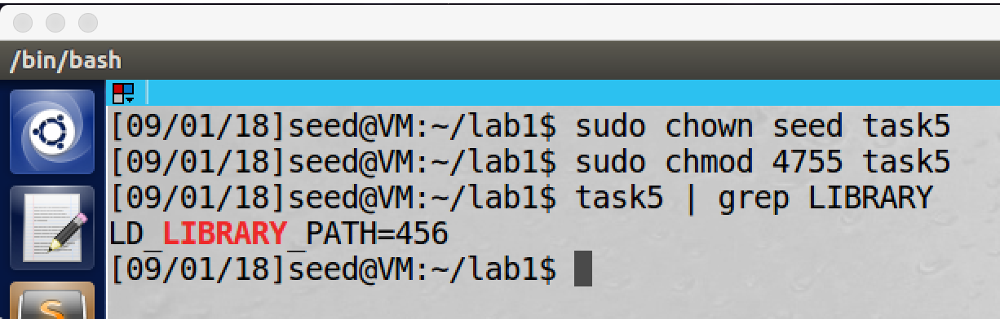 /bin/bash
[09/01/18]seed@VM:~/lab1$ sudo chown seed task5
[09/01/18]seed@VM:~/lab1$ sudo chmod 4755 task5
[09/01/18]seed@VM:~/lab1$ task5 | grep LIBRARY
LD_LIBRARY_PATH=456
[09/01/18]seed@VM:~/lab1$